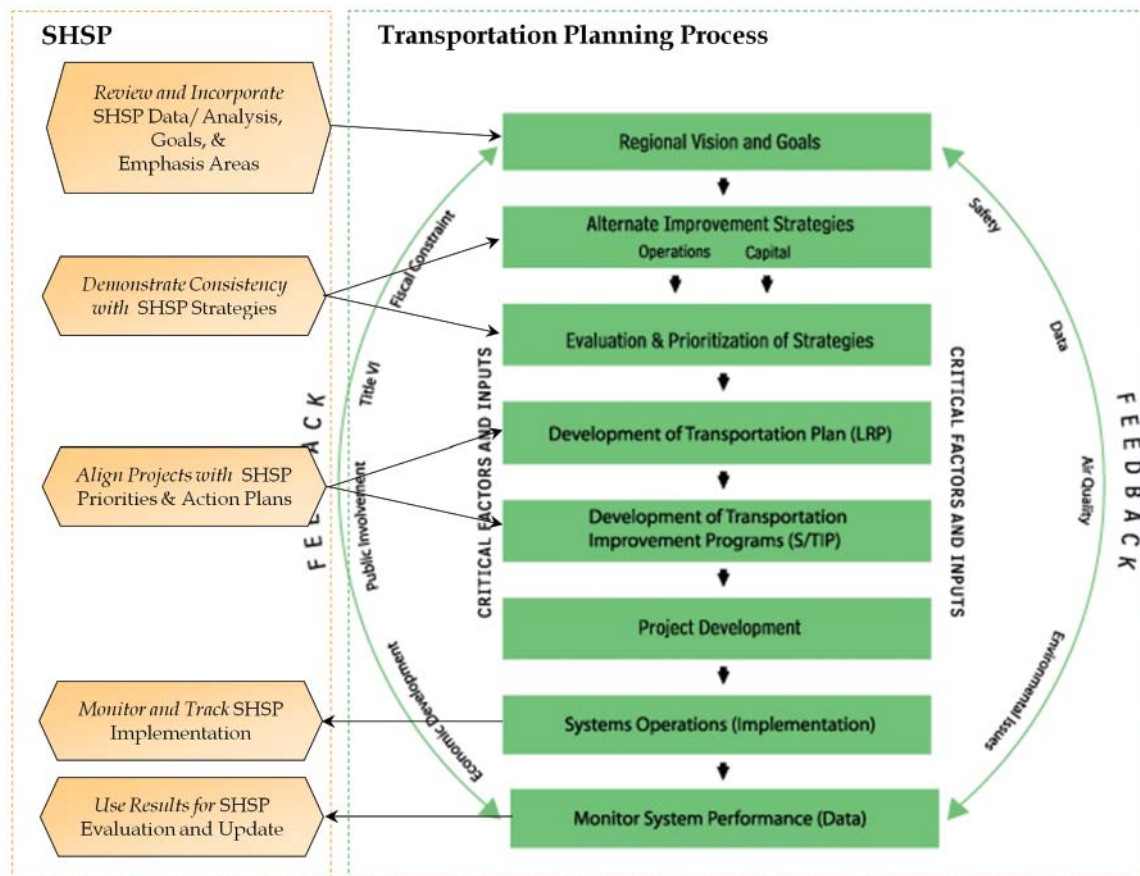 SHSP
Review and Incorporate
SHSP Data/ Analysis,
Goals, &
Emphasis Areas
Demonstrate Consistency
with SHSP Strategies
Align Projects with SHSP
Priorities & Action Plans
Monitor and Track SHSP
Implementation
Use Results for SHSP
Evaluation and Update
Transportation Planning Process
Regional Vision and Goals
Alternate Improvement Strategies
Operations Capital
Evaluation & Prioritization of Strategies
Development of Transportation Plan (LRP)
Development of Transportation
Improvement Programs (S/TIP)
Project Development
Systems Operations (Implementation)
Monitor System Performance (Data)
Fiscal Constraint
Title VI
Public Involvement
Economic Development
CRITICAL FACTORS AND INPUTS
CRITICAL FACTORS AND INPUTS
Safety
Data
Air Quality
Environmental Issues
FEEDBACK